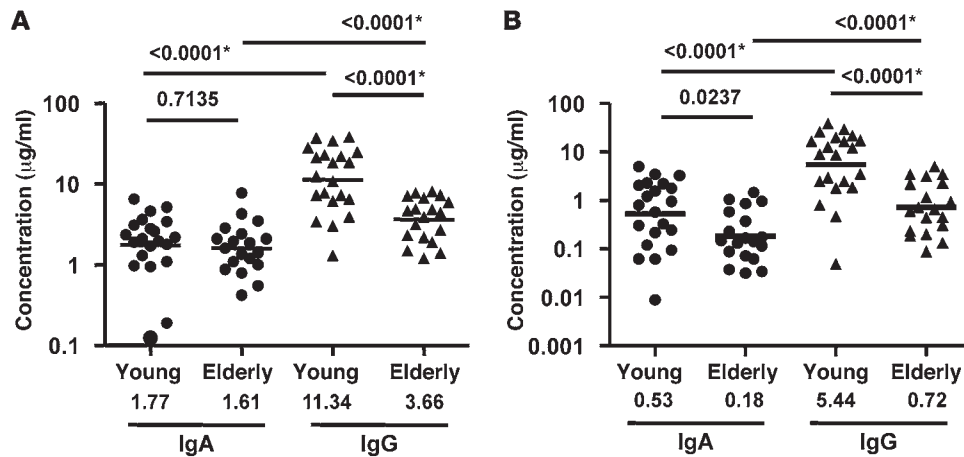 A
<0.0001*
<0.0001*
<0.0001*
0.7135
Concentration (µg/ml)
100
10
1
0.1
Young Elderly Young Elderly
1.77 1.61 11.34 3.66
IgA IgG
B
<0.0001*
<0.0001*
<0.0001*
0.0237
Concentration (µg/ml)
100
10
1
0.1
0.01
0.001
Young Elderly Young Elderly
0.53 0.18 5.44 0.72
IgA IgG